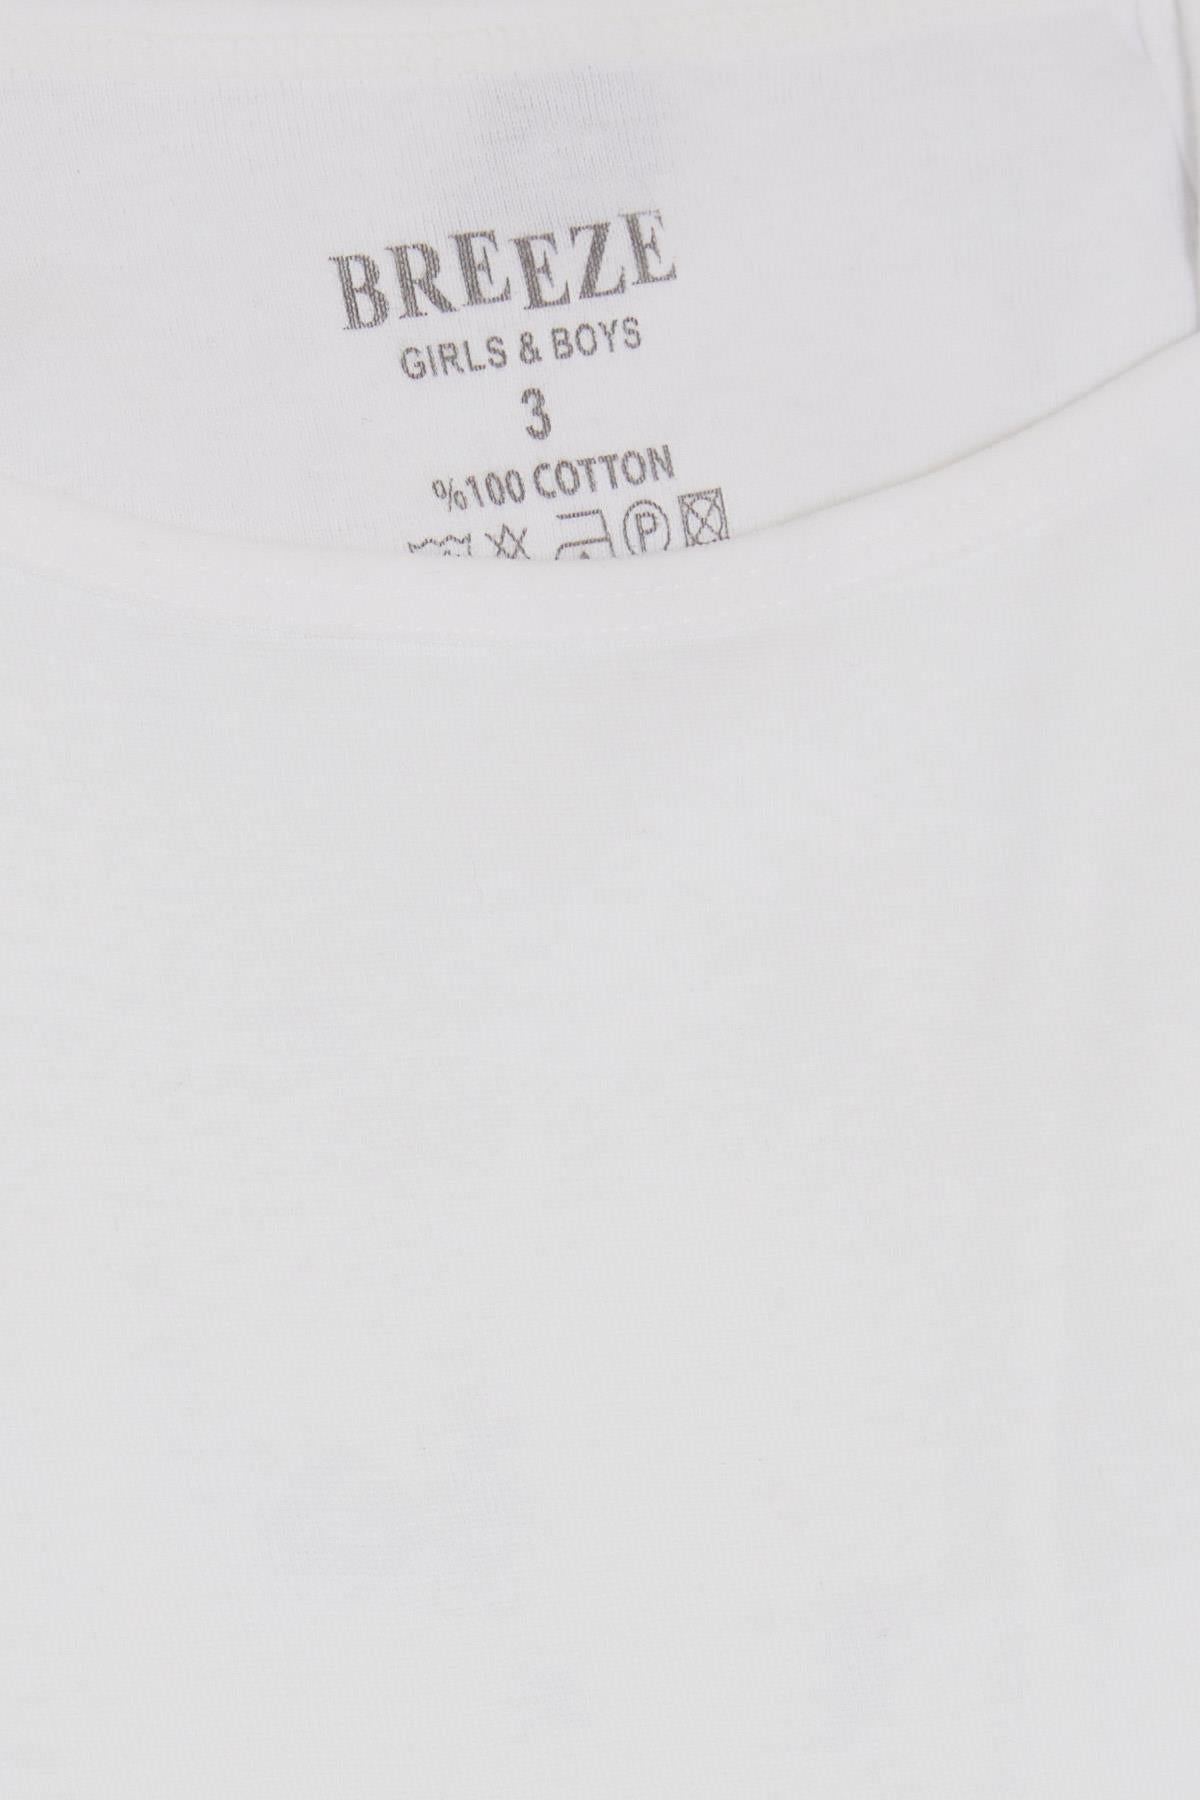 BREEZE
GIRLS & BOYS
3
%100 COTTON
P